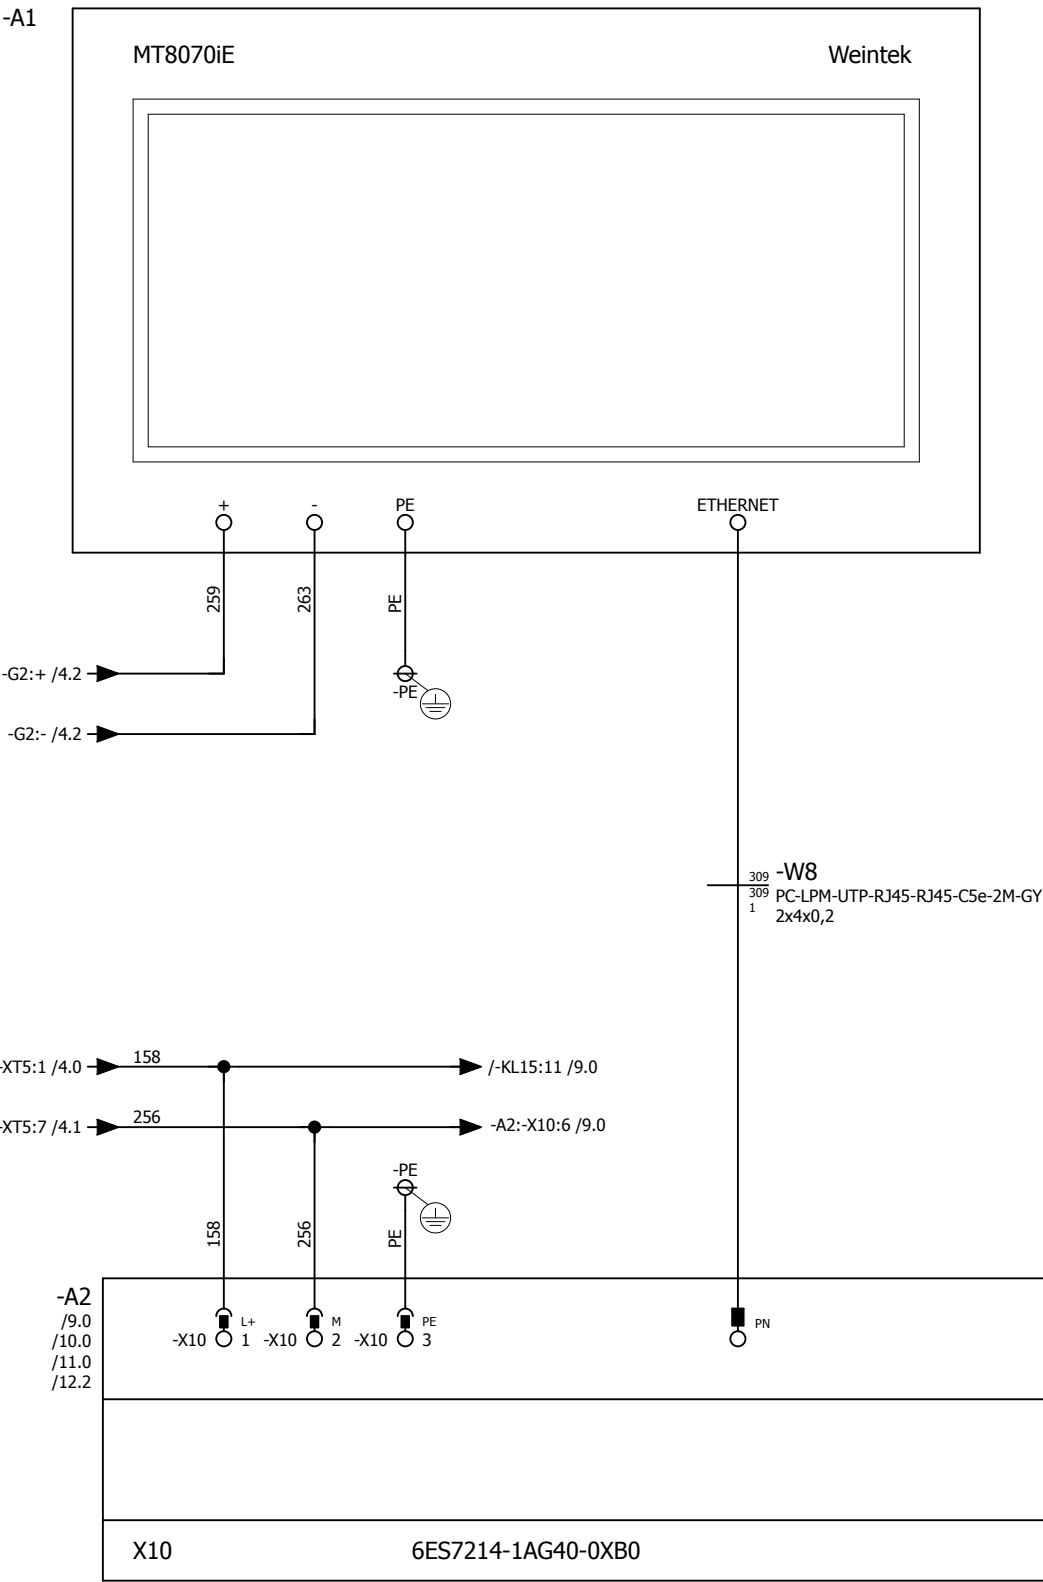 -A1
MT8070iE Weintek
+ - PE ETHERNET
259 263 PE
-G2:+ /4.2
-PE
-G2:- /4.2
309 -W8
309 PC-LPM-UTP-RJ45-RJ45-C5e-2M-GY
1 2x4x0,2
-XT5:1 /4.0 158 /-KL15:11 /9.0
-XT5:7 /4.1 256 -A2:-X10:6 /9.0
-PE
158 256 PE
-A2
/9.0
/10.0
/11.0
/12.2
L+ M PE PN
-X10 1 -X10 2 -X10 3
X10 6ES7214-1AG40-0XB0